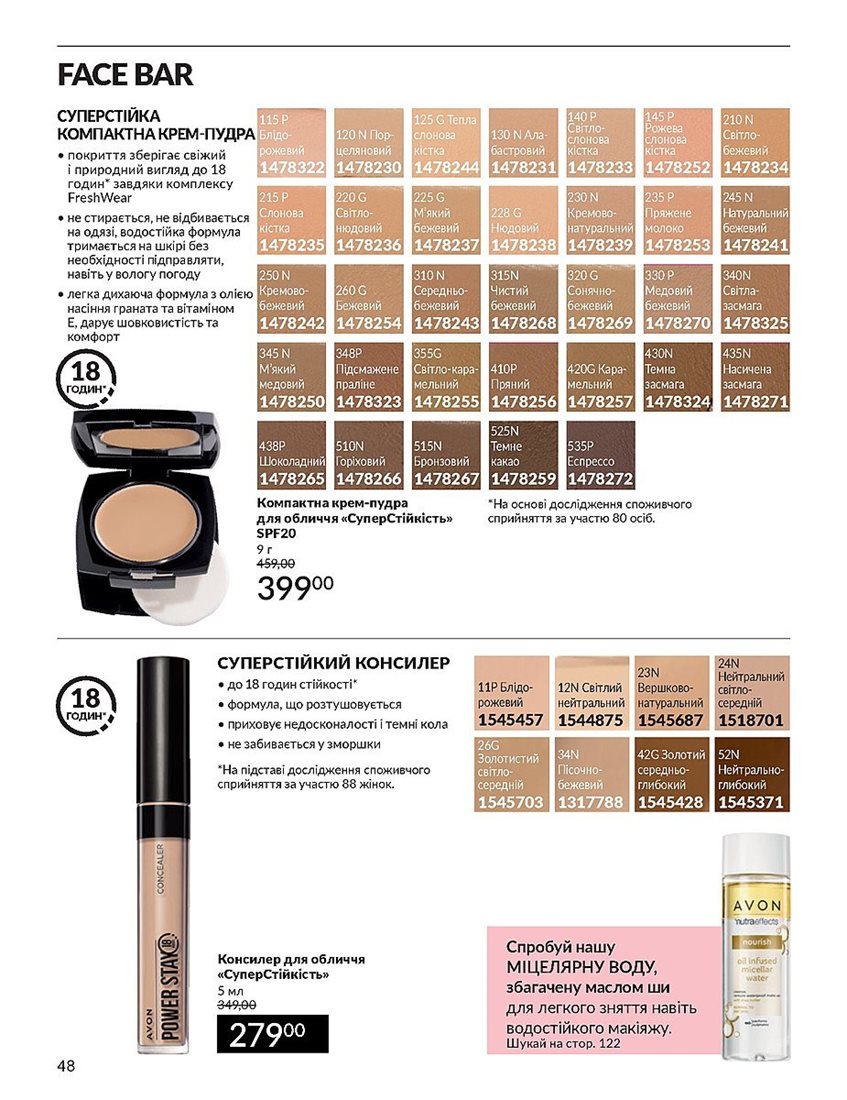 FACE BAR
СУПЕРСТІЙКА
КОМПАКТНА КРЕМ-ПУДРА
• покриття зберігає свіжий
і природний вигляд до 18
годин* завдяки комплексу
FreshWear
• не стирається, не відбивається
на одязі, водостійка формула
тримається на шкірі без
необхідності підправляти,
навіть у вологу погоду
• легка дихаюча формула з олією
насіння граната та вітаміном
Е, дарує шовковистість та
комфорт
18
ГОДИН*
115 P
Блідо-
рожевий
1478322
120 N Пор-
целяновий
1478230
125 G Тепла
слонова
кістка
1478244
130 N Ала-
бастровий
1478231
140 P
Світло-
слонова
кістка
1478233
145 P
Рожева
слонова
кістка
1478252
210 N
Світло-
бежевий
1478234
215 P
Слонова
кістка
1478235
220 G
Світло-
нюдовий
1478236
225 G
М'який
бежевий
1478237
228 G
Нюдовий
1478238
230 N
Кремово-
натуральний
1478239
235 P
Пряжене
молоко
1478253
245 N
Натуральний
бежевий
1478241
250 N
Кремово-
бежевий
1478242
260 G
Бежевий
1478254
310 N
Середньо-
бежевий
1478243
315N
Чистий
бежевий
1478268
320 G
Сонячно-
бежевий
1478269
330 P
Медовий
бежевий
1478270
340N
Світла-
засмага
1478325
345 N
М'який
медовий
1478250
348P
Підсмажене
праліне
1478323
355G
Світло-кара-
мельний
1478255
410P
Пряний
1478256
420G Кара-
мельний
1478257
430N
Темна
засмага
1478324
435N
Насичена
засмага
1478271
438P
Шоколадний
1478265
510N
Горіховий
1478266
515N
Бронзовий
1478267
525N
Темне
какао
1478259
535P
Еспрессо
1478272
Компактна крем-пудра
для обличчя «СуперСтійкість»
SPF20
9 г
459,00
39900
*На основі дослідження споживчого
сприйняття за участю 80 осіб.
18
ГОДИН*
СУПЕРСТІЙКИЙ КОНСИЛЕР
• до 18 годин стійкості*
• формула, що розтушовується
• приховує недосконалості і темні кола
• не забивається у зморшки
*На підставі дослідження споживчого
сприйняття за участю 88 жінок.
11P Блідо-
рожевий
1545457
12N Світлий
нейтральний
1544875
23N
Вершково-
натуральний
1545687
24N
Нейтральний
світло-
середній
1518701
26G
Золотистий
світло-
середній
1545703
34N
Пісочно-
бежевий
1317788
42G Золотий
середньо-
глибокий
1545428
52N
Нейтрально-
глибокий
1545371
CONCEALER
POWER STAY
AVON
Консилер для обличчя
«СуперСтійкість»
5 мл
349,00
27900
Спробуй нашу
МІЦЕЛЯРНУ ВОДУ,
збагачену маслом ши
для легкого зняття навіть
водостійкого макіяжу.
Шукай на стор. 122
AVON
nutraeffects
nourish
oil infused
micellar
water
48